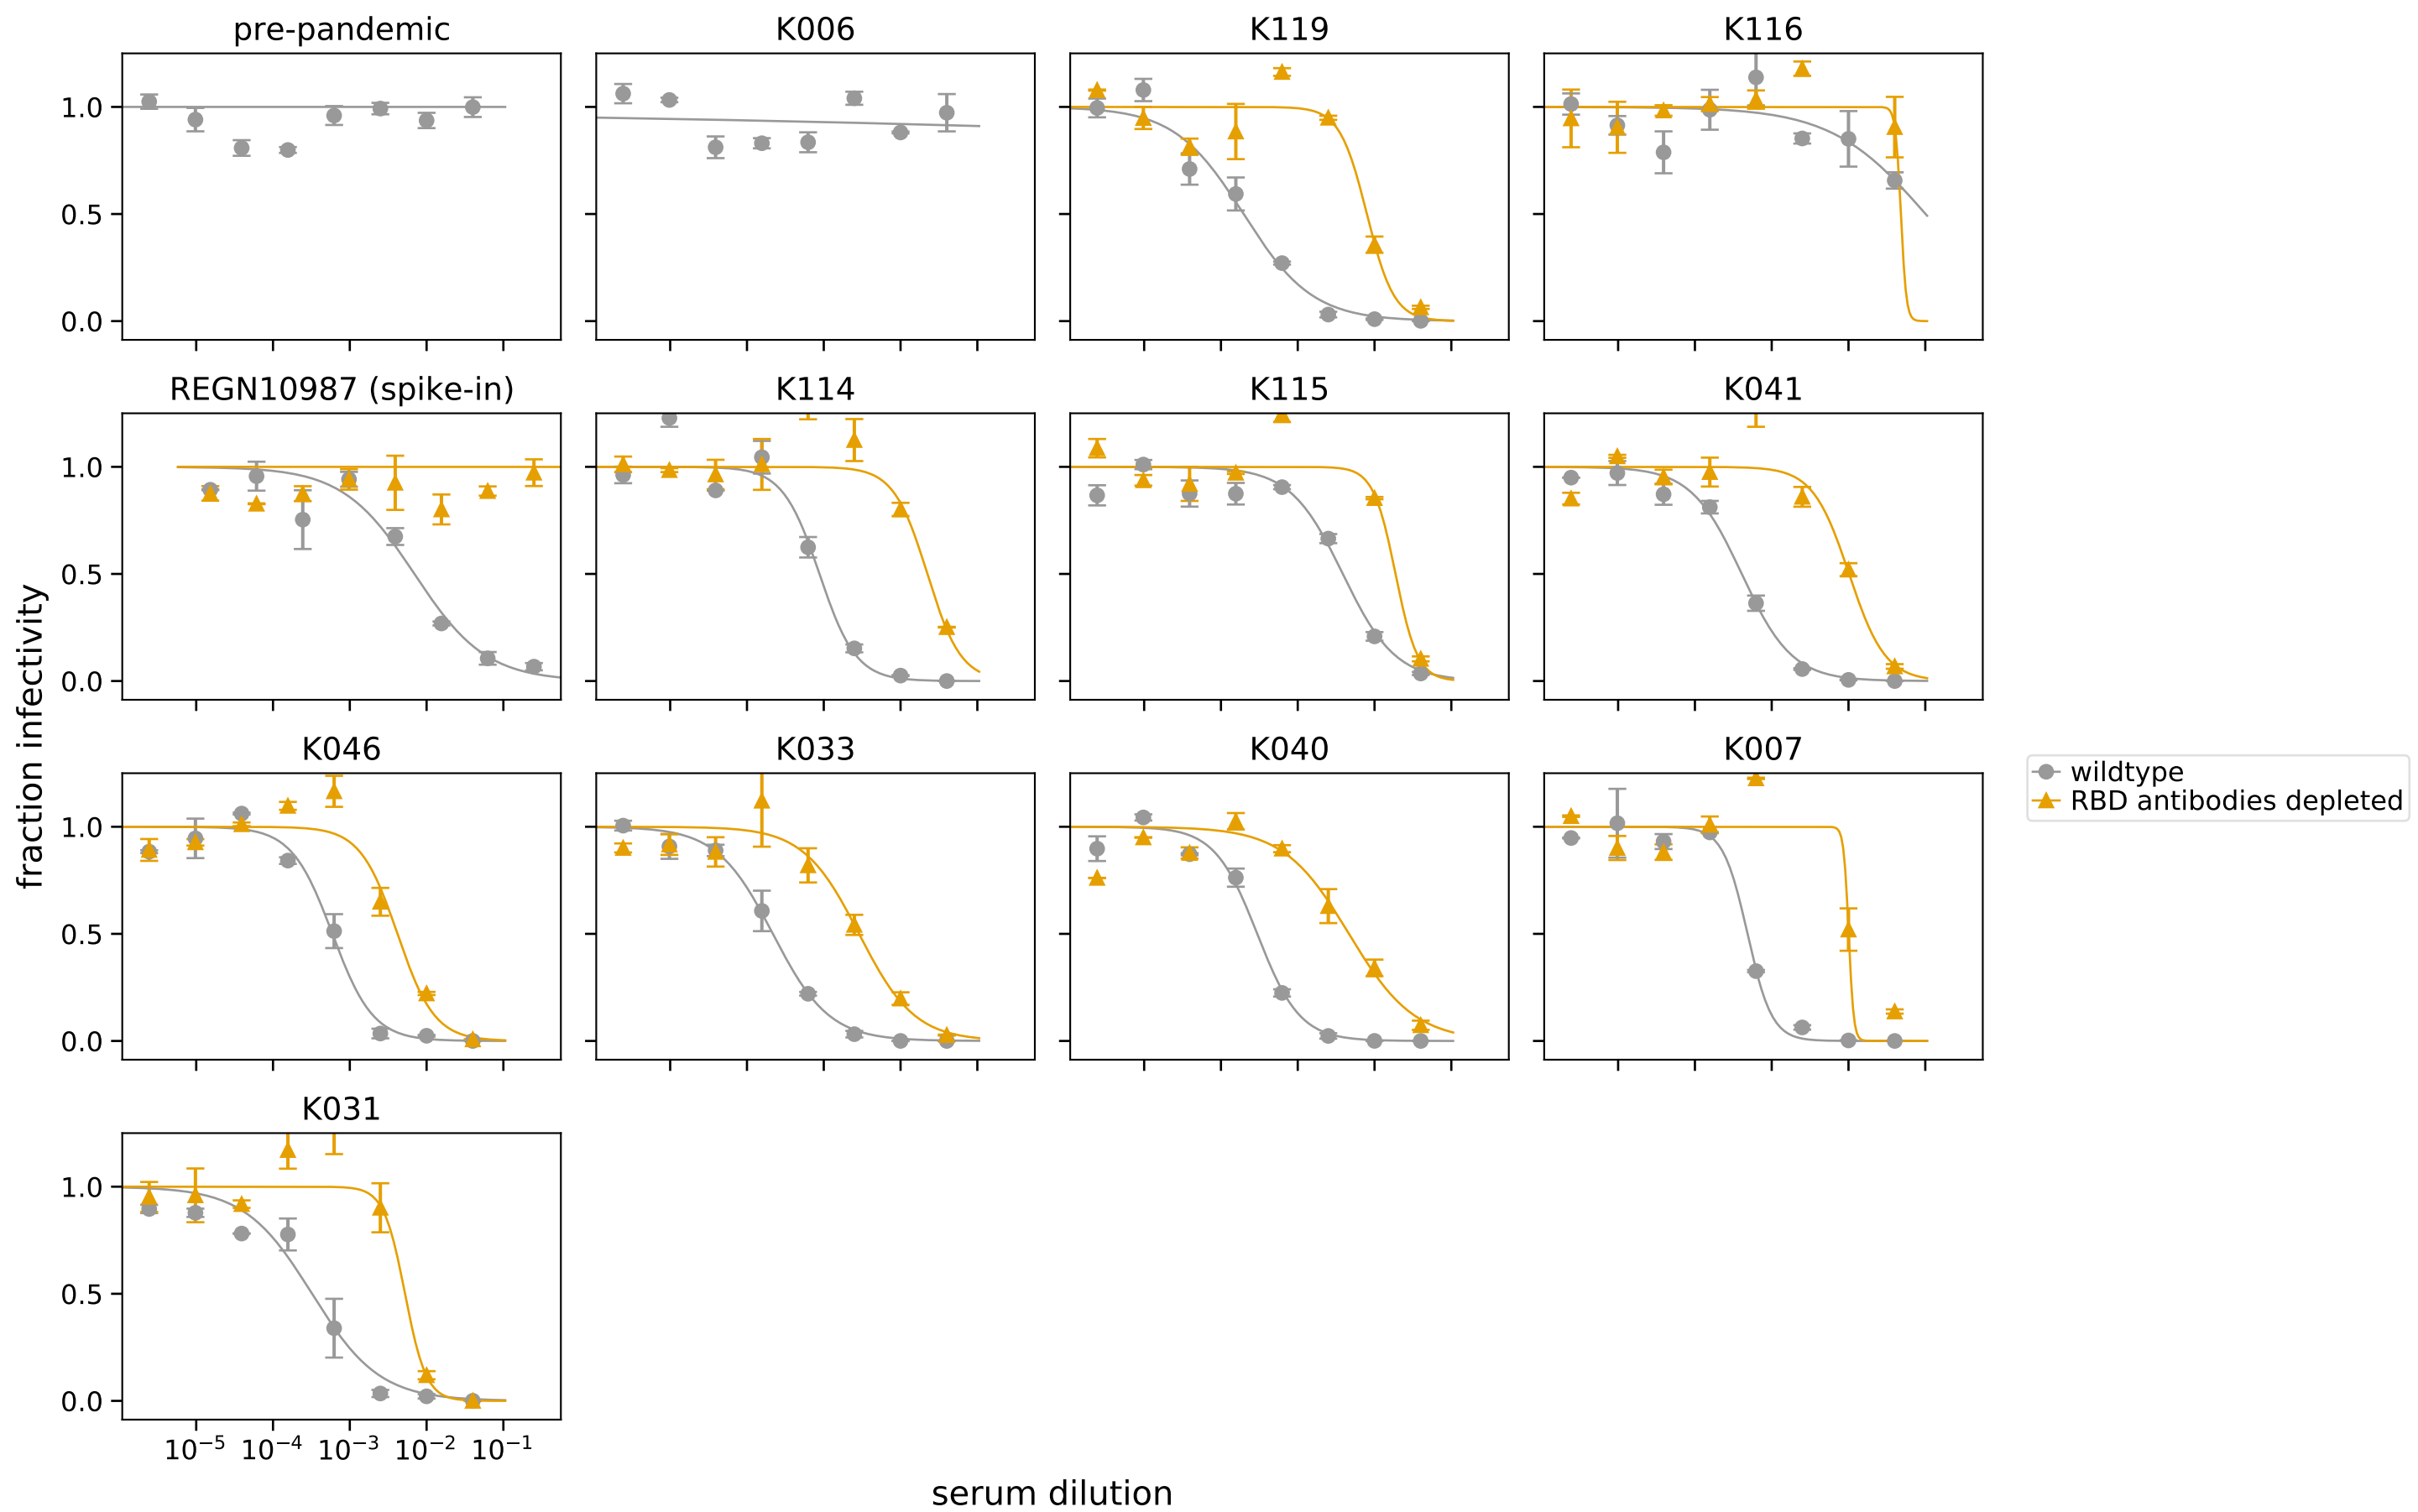 pre-pandemic
K006
K119
K116
1.0
0.5
0.0
REGN10987 (spike-in)
K114
K115
K041
1.0
0.5
0.0
fraction infectivity
K046
K033
K040
K007
1.0
0.5
0.0
wildtype
RBD antibodies depleted
K031
1.0
0.5
0.0
10⁻⁵ 10⁻⁴ 10⁻³ 10⁻² 10⁻¹
serum dilution